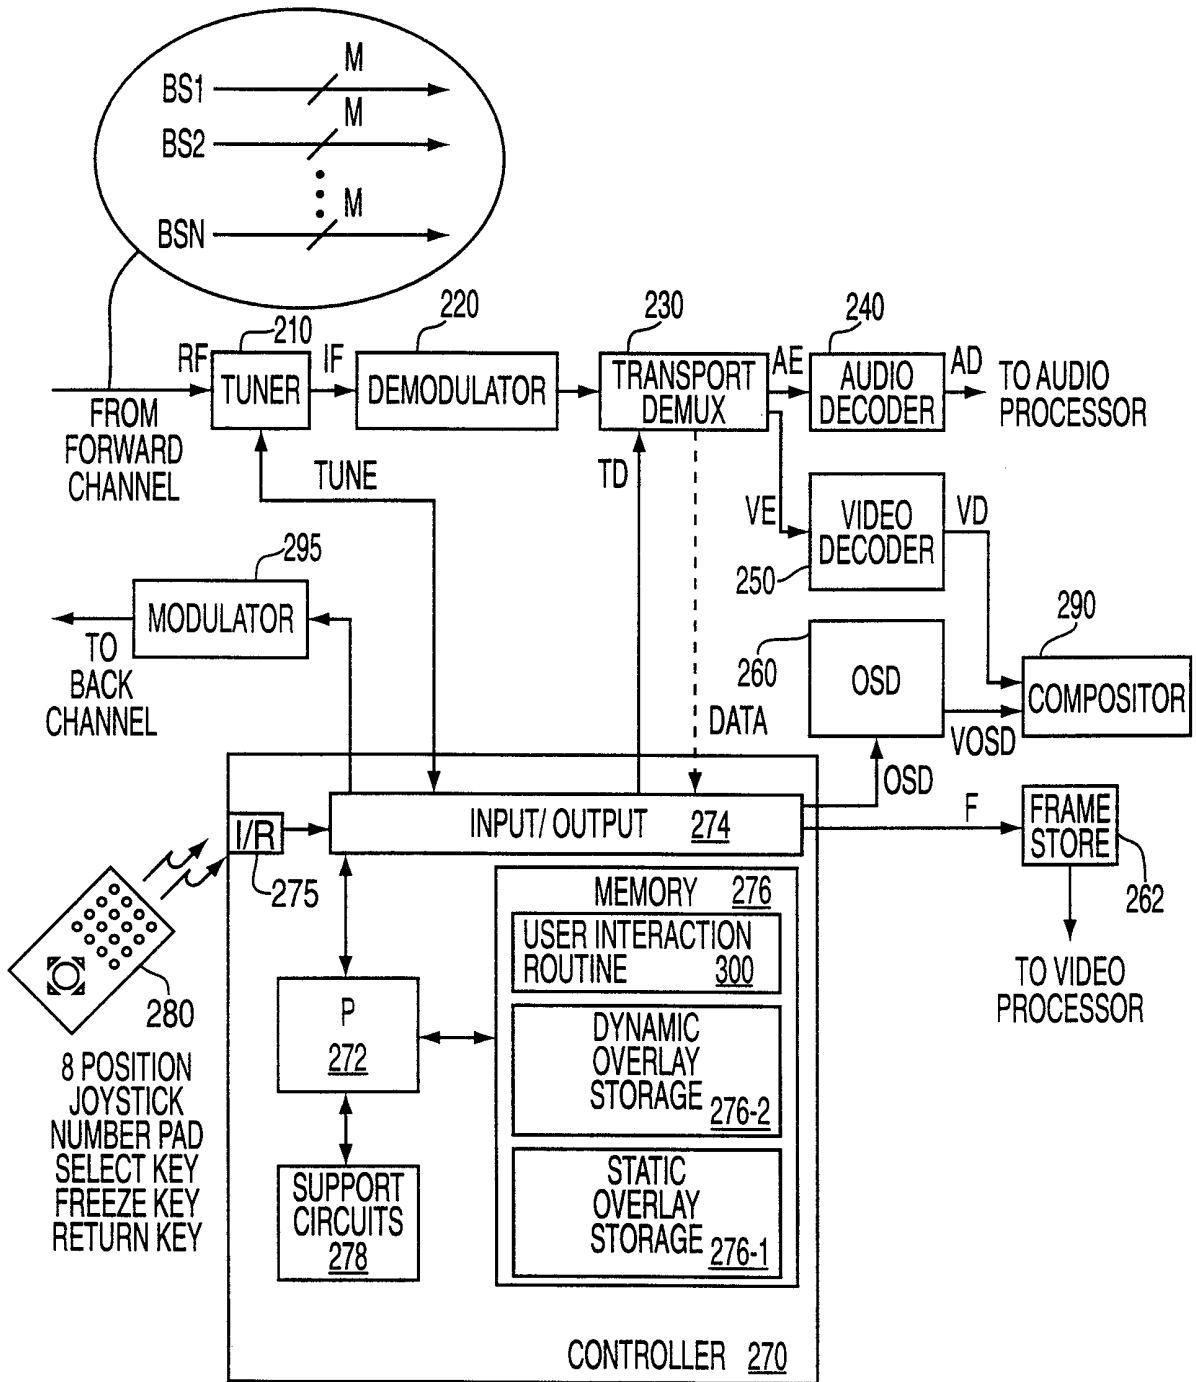 M
BS1
M
BS2
M
BSN
210
220
230
240
RF
IF
AE
AD
TUNER
DEMODULATOR
TRANSPORT
DEMUX
AUDIO
DECODER
TO AUDIO
PROCESSOR
FROM
FORWARD
CHANNEL
TUNE
TD
VE
VIDEO
DECODER
VD
250
295
MODULATOR
TO
BACK
CHANNEL
260
OSD
290
COMPOSITOR
DATA
VOSD
OSD
INPUT/ OUTPUT 274
F
FRAME
STORE
262
I/R
275
MEMORY 276
USER INTERACTION
ROUTINE 300
TO VIDEO
PROCESSOR
280
P
272
DYNAMIC
OVERLAY
STORAGE
276-2
8 POSITION
JOYSTICK
NUMBER PAD
SELECT KEY
FREEZE KEY
RETURN KEY
SUPPORT
CIRCUITS
278
STATIC
OVERLAY
STORAGE
276-1
CONTROLLER 270